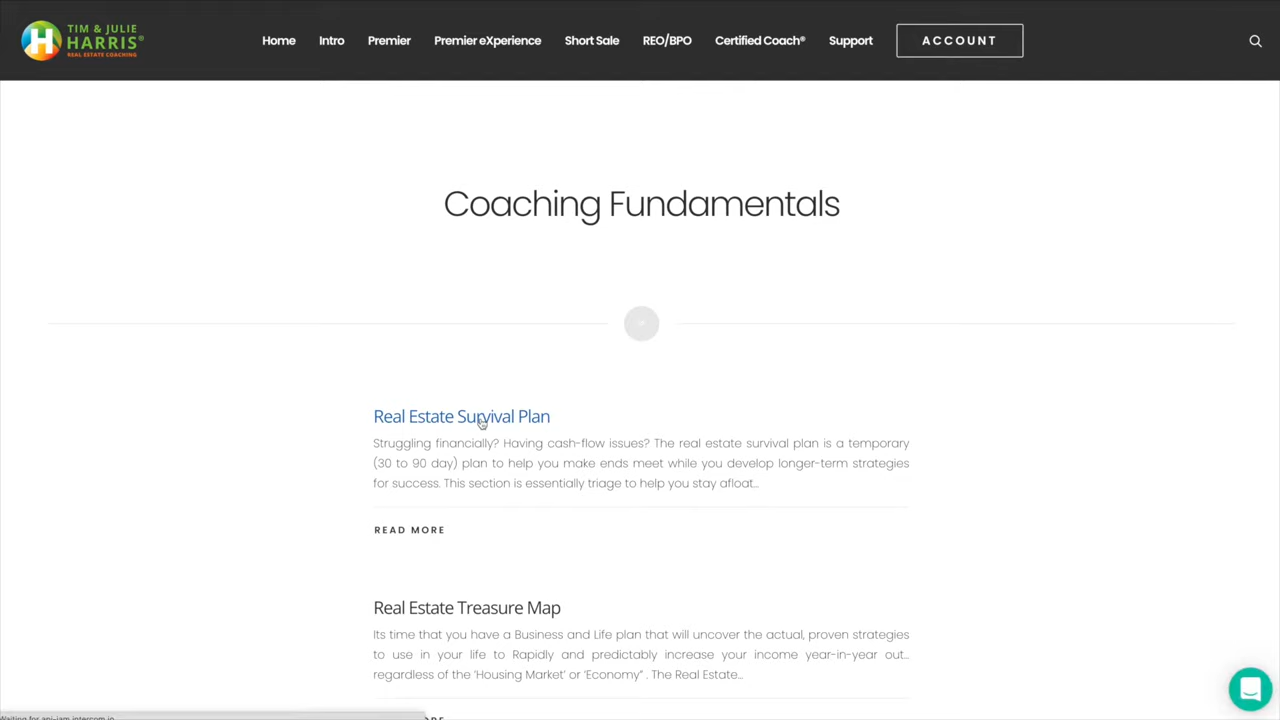 TIM & JULIE
HARRIS®
REAL ESTATE COACHING
Home
Intro
Premier
Premier eXperience
Short Sale
REO/BPO
Certified Coach®
Support
ACCOUNT
Coaching Fundamentals
Real Estate Survival Plan
Struggling financially? Having cash-flow issues? The real estate survival plan is a temporary
(30 to 90 day) plan to help you make ends meet while you develop longer-term strategies
for success. This section is essentially triage to help you stay afloat...
READ MORE
Real Estate Treasure Map
Its time that you have a Business and Life plan that will uncover the actual, proven strategies
to use in your life to Rapidly and predictably increase your income year-in-year out...
regardless of the 'Housing Market' or 'Economy" . The Real Estate...
Waiting for api-iam.intercom.io